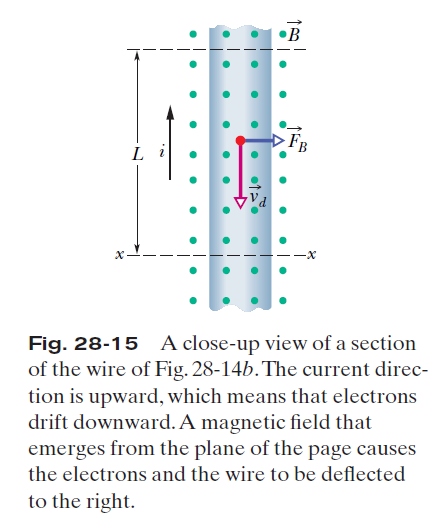 B
L i
F_B
v_d
x x
Fig. 28-15 A close-up view of a section
of the wire of Fig. 28-14b. The current direc-
tion is upward, which means that electrons
drift downward. A magnetic field that
emerges from the plane of the page causes
the electrons and the wire to be deflected
to the right.